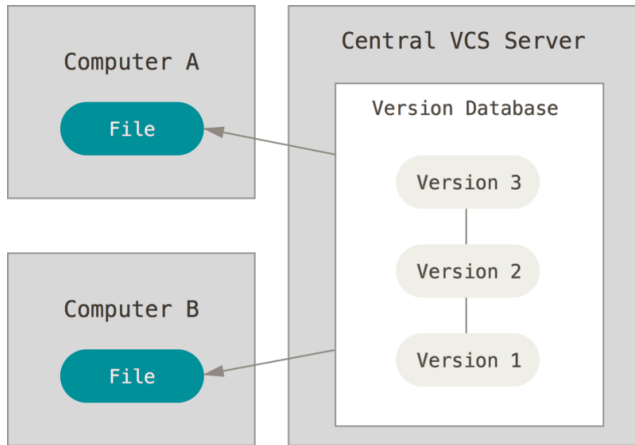 Computer A
File
Computer B
File
Central VCS Server
Version Database
Version 3
Version 2
Version 1